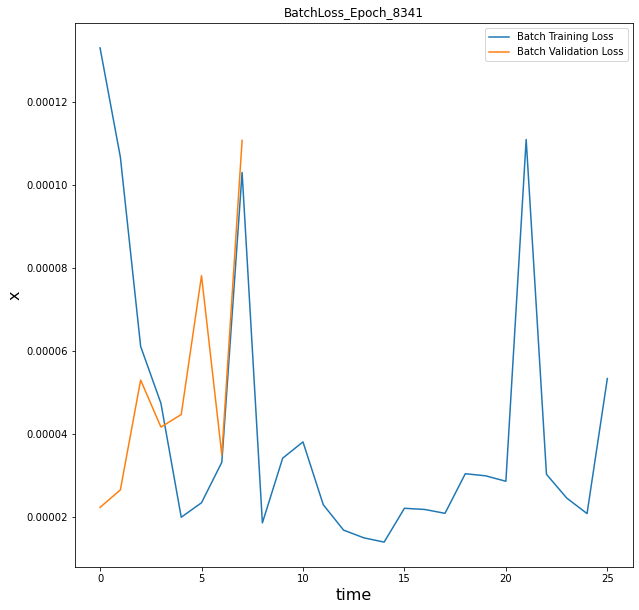 BatchLoss_Epoch_8341
Batch Training Loss
Batch Validation Loss
0.00012
0.00010
0.00008
0.00006
0.00004
0.00002
x
0 5 10 15 20 25
time